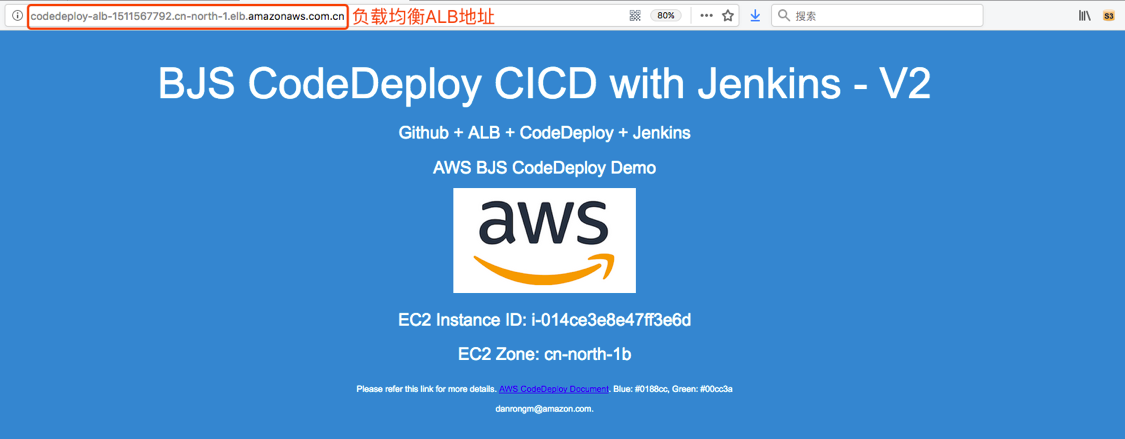 codedeploy-alb-1511567792.cn-north-1.elb.amazonaws.com.cn 负载均衡ALB地址 80% 搜索 S3
BJS CodeDeploy CICD with Jenkins - V2
Github + ALB + CodeDeploy + Jenkins
AWS BJS CodeDeploy Demo
aws
EC2 Instance ID: i-014ce3e8e47ff3e6d
EC2 Zone: cn-north-1b
Please refer this link for more details. AWS CodeDeploy Document. Blue: #0188cc, Green: #00cc3a
danrongm@amazon.com.